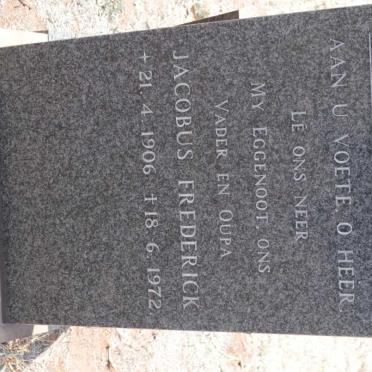 AAN U VOETE O HEER.
LÊ ONS NEER
MY EGGENOOT, ONS
VADER EN OUPA
JACOBUS FREDERICK
+21. 4. 1906 +18. 6. 1972